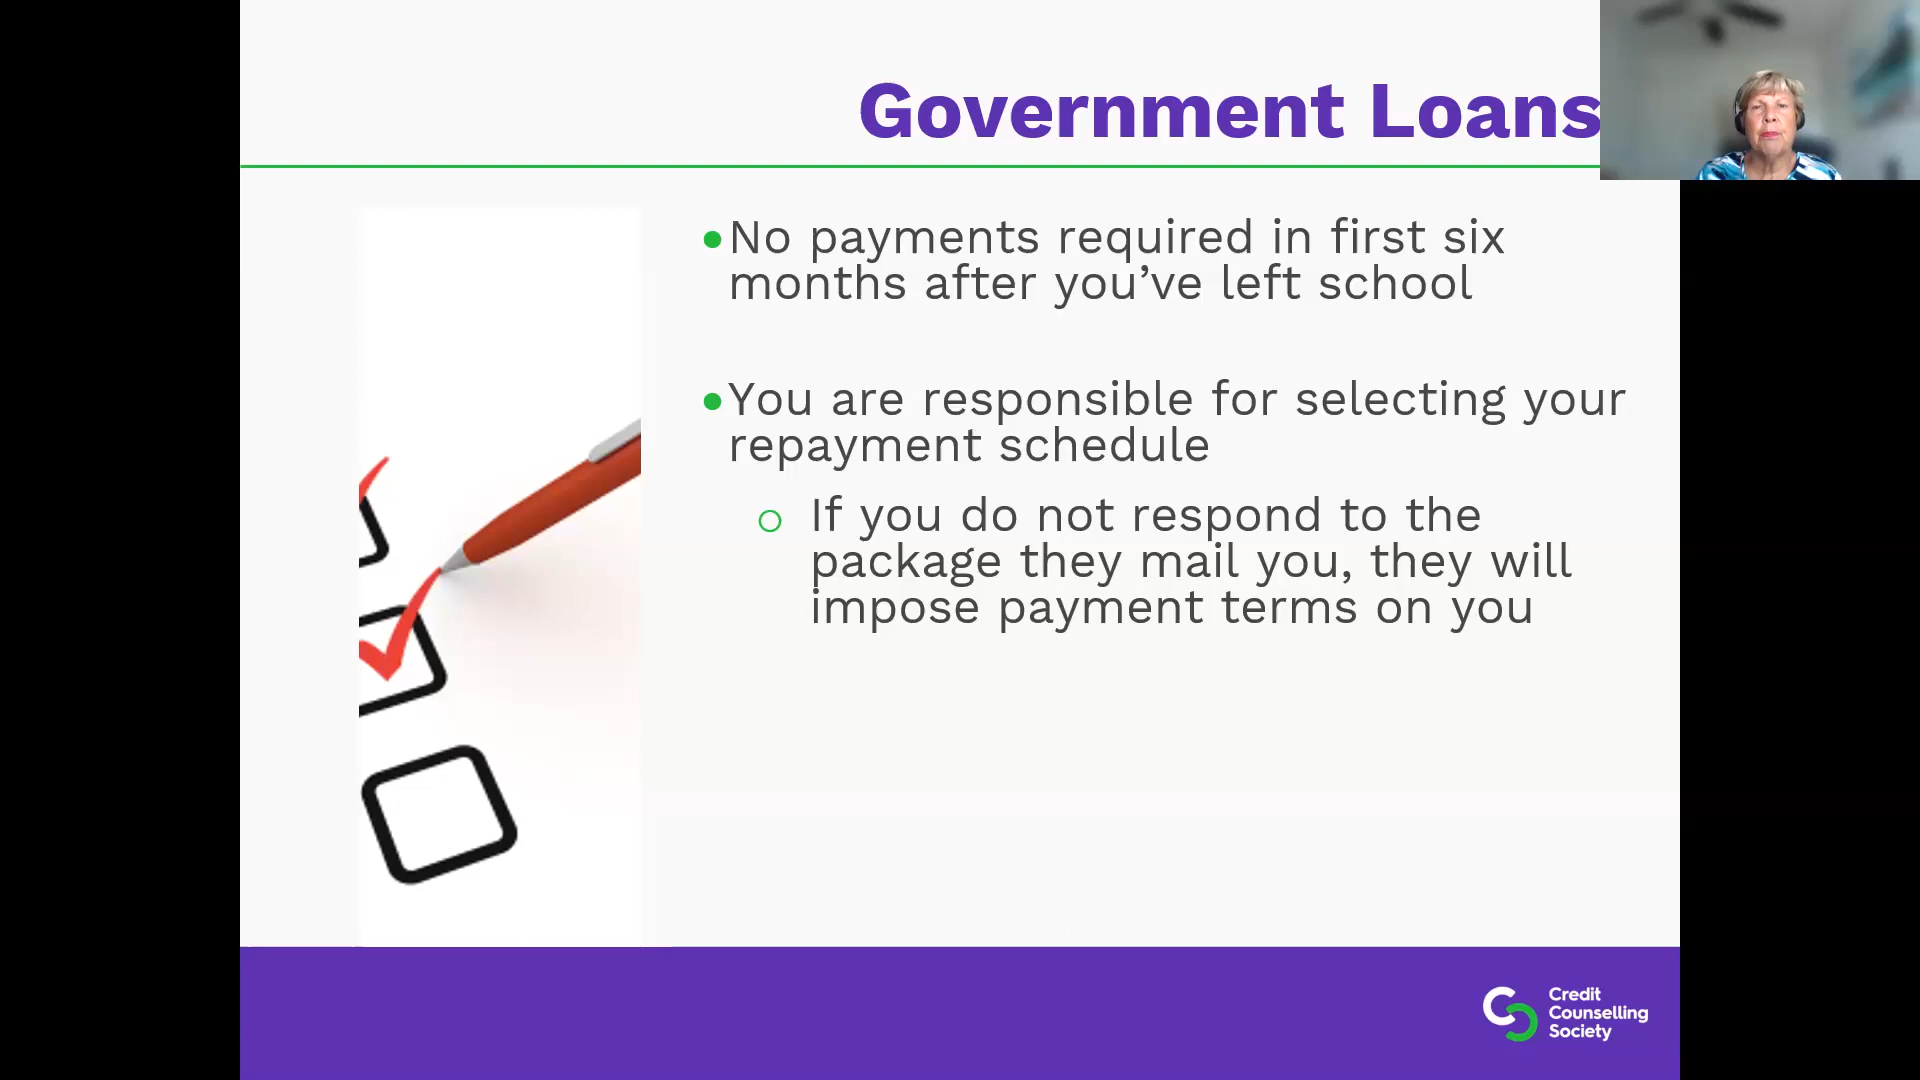 Government Loans
•No payments required in first six
months after you’ve left school
•You are responsible for selecting your
repayment schedule
○ If you do not respond to the
package they mail you, they will
impose payment terms on you
Credit
Counselling
Society